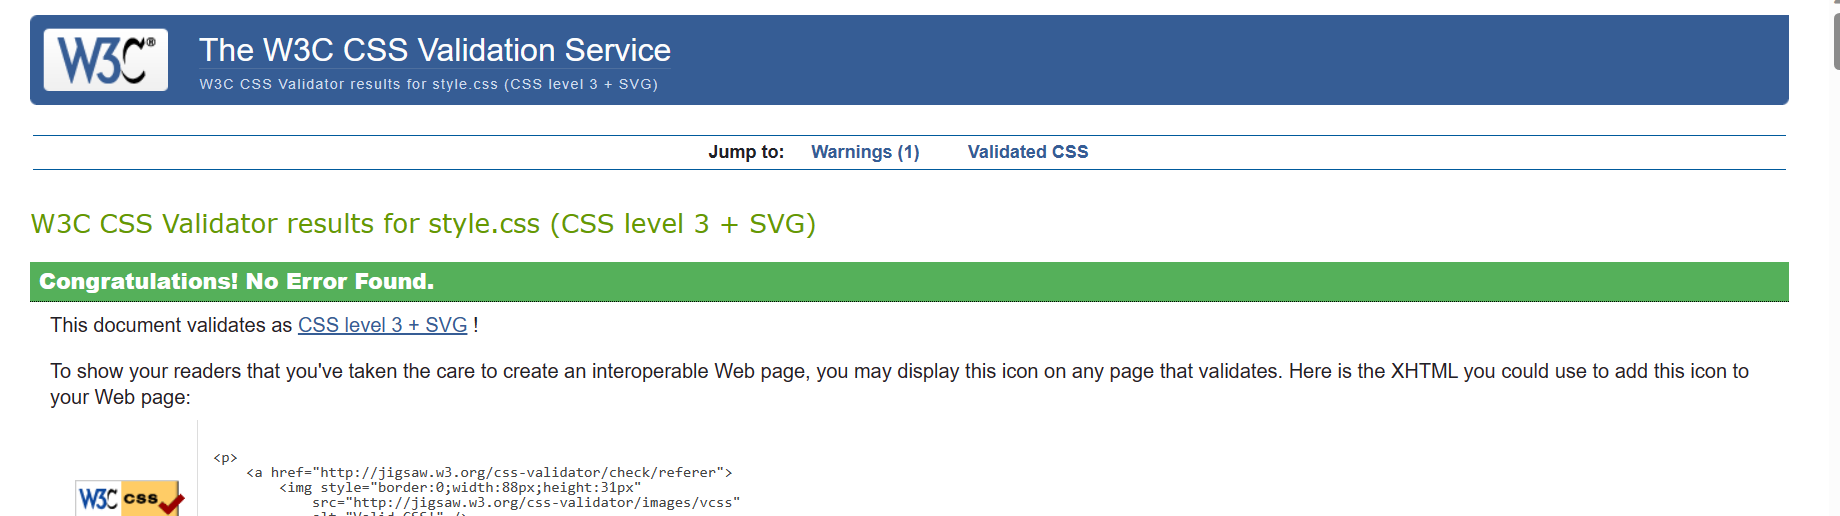 W3C®
The W3C CSS Validation Service
W3C CSS Validator results for style.css (CSS level 3 + SVG)
Jump to: Warnings (1) Validated CSS
W3C CSS Validator results for style.css (CSS level 3 + SVG)
Congratulations! No Error Found.
This document validates as CSS level 3 + SVG !
To show your readers that you've taken the care to create an interoperable Web page, you may display this icon on any page that validates. Here is the XHTML you could use to add this icon to
your Web page:
<p>
<a href="http://jigsaw.w3.org/css-validator/check/referer">
<img style="border:0;width:88px;height:31px"
W3C css
src="http://jigsaw.w3.org/css-validator/images/vcss"
alt="Valid CSS!" />